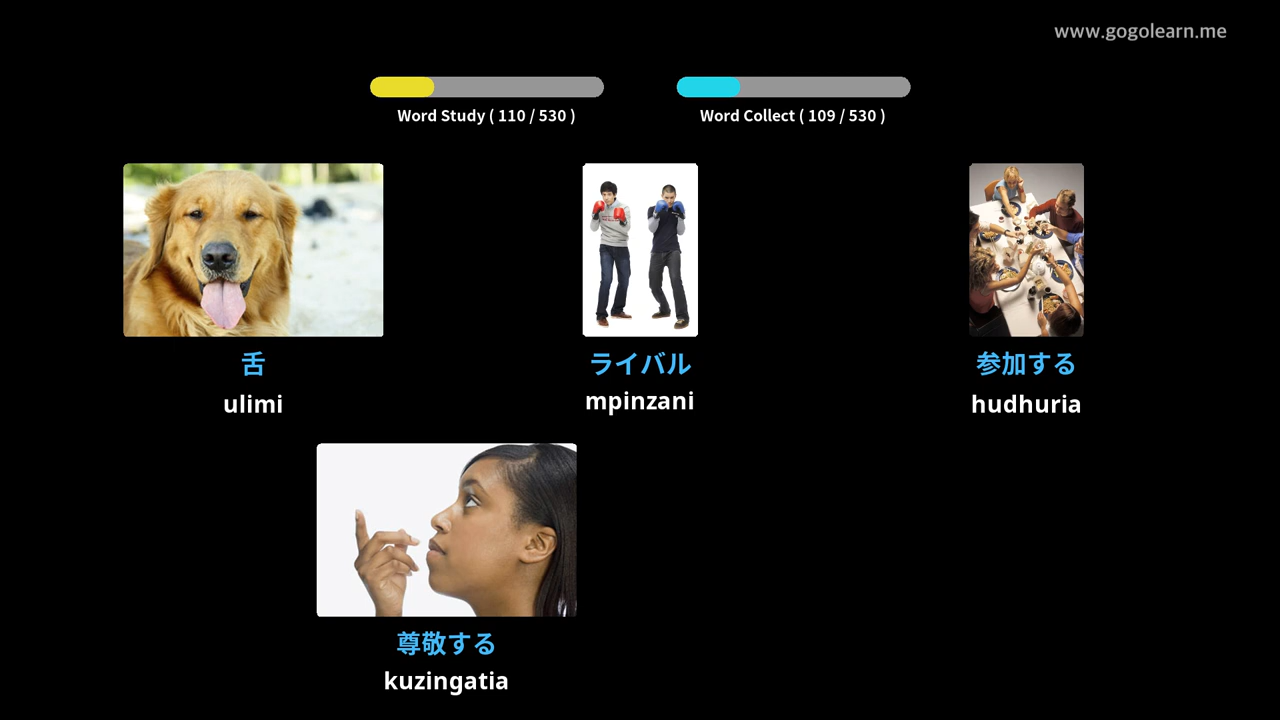 www.gogolearn.me
Word Study ( 110 / 530 )
Word Collect ( 109 / 530 )
舌
ulimi
ライバル
mpinzani
参加する
hudhuria
尊敬する
kuzingatia